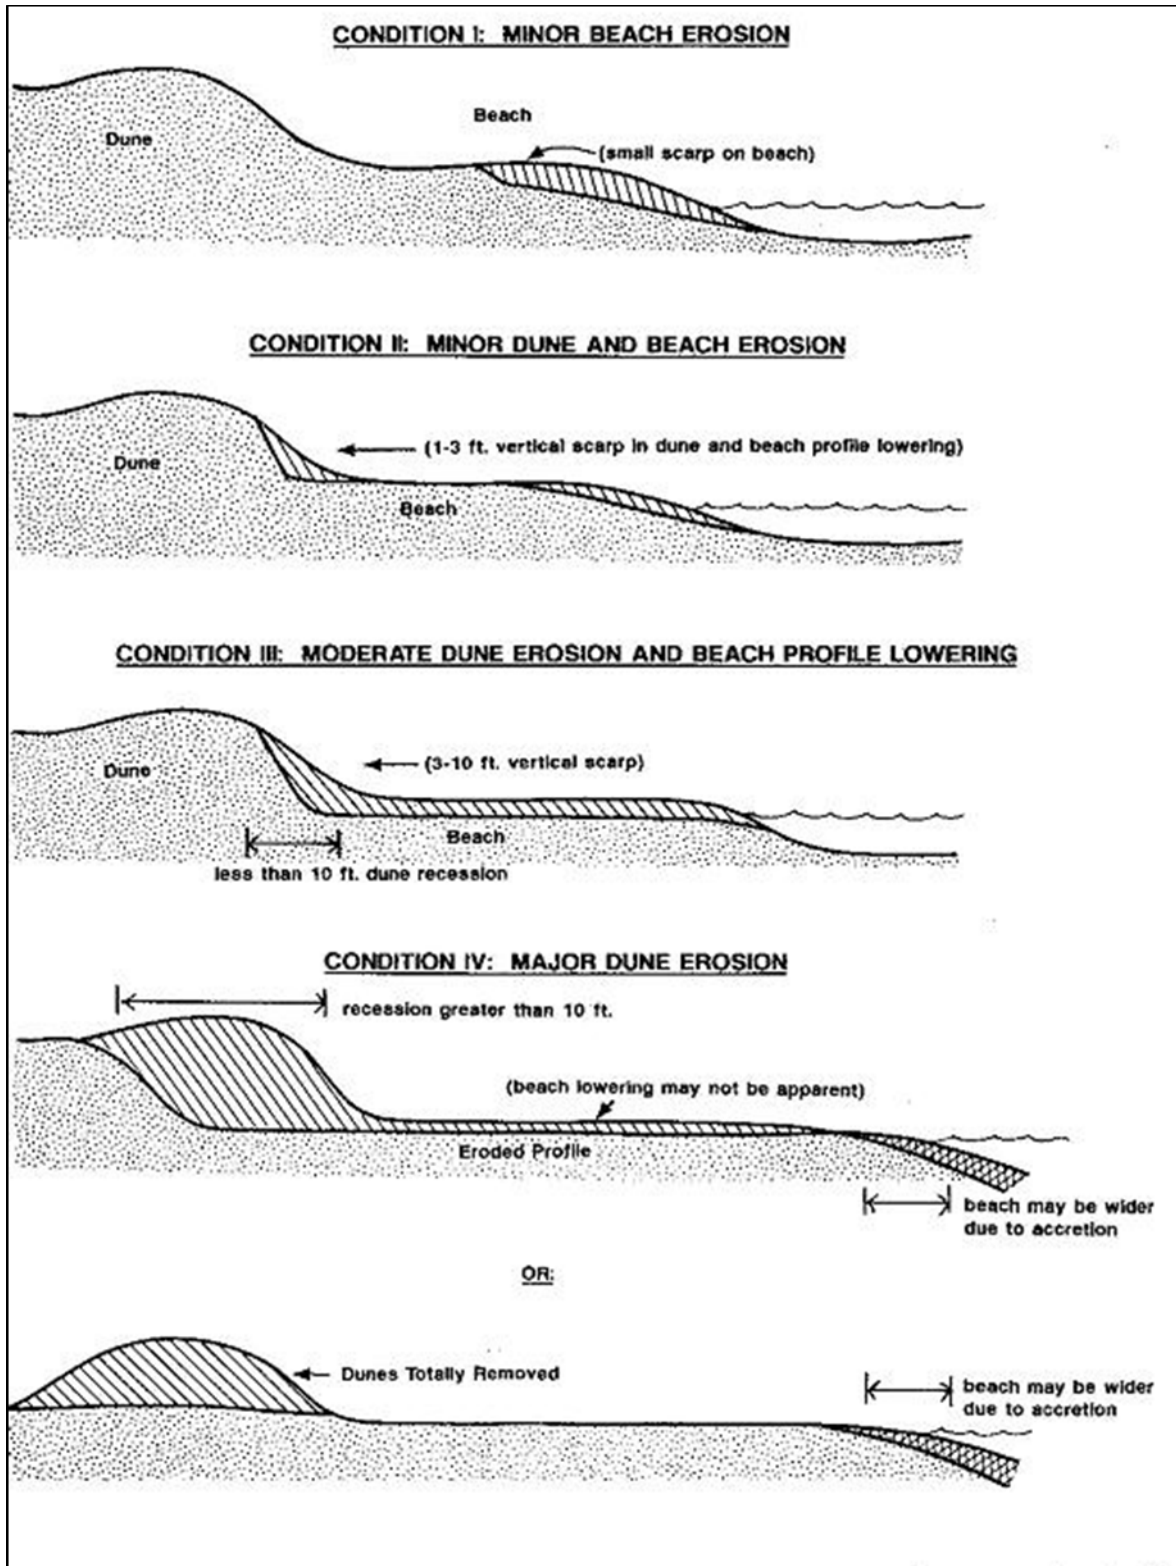 CONDITION I: MINOR BEACH EROSION
Beach
Dune
(small scarp on beach)
CONDITION II: MINOR DUNE AND BEACH EROSION
(1-3 ft. vertical scarp in dune and beach profile lowering)
Dune
Beach
CONDITION III: MODERATE DUNE EROSION AND BEACH PROFILE LOWERING
(3-10 ft. vertical scarp)
Dune
Beach
less than 10 ft. dune recession
CONDITION IV: MAJOR DUNE EROSION
recession greater than 10 ft.
(beach lowering may not be apparent)
Eroded Profile
beach may be wider
due to accretion
OR:
Dunes Totally Removed
beach may be wider
due to accretion